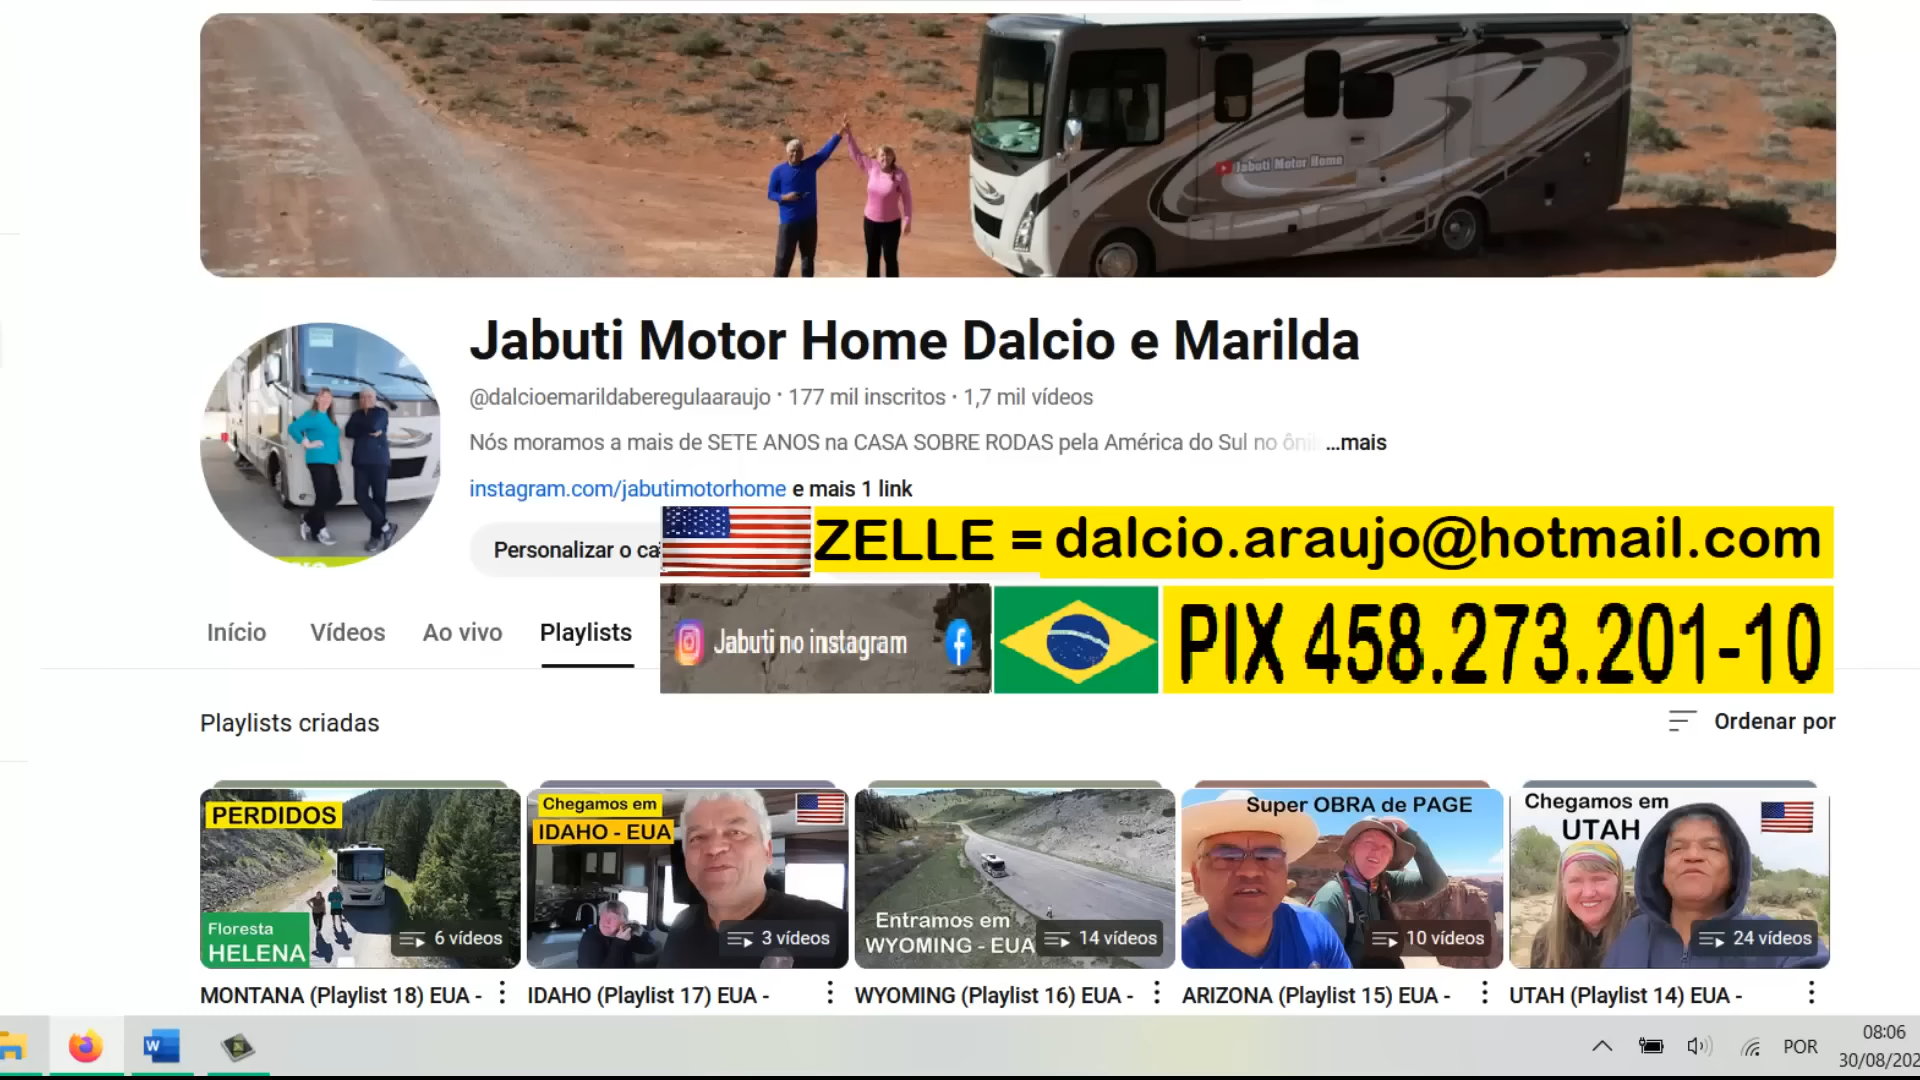 Jabuti Motor Home
Jabuti Motor Home Dalcio e Marilda
@dalcioemarildaberegulaaraujo · 177 mil inscritos · 1,7 mil vídeos
Nós moramos a mais de SETE ANOS na CASA SOBRE RODAS pela América do Sul no ôni ...mais
instagram.com/jabutimotorhome e mais 1 link
Personalizar o ca
ZELLE = dalcio.araujo@hotmail.com
Jabuti no instagram
PIX 458.273.201-10
Início Vídeos Ao vivo Playlists
Playlists criadas
Ordenar por
PERDIDOS
Floresta
HELENA
6 vídeos
Chegamos em
IDAHO - EUA
3 vídeos
Entramos em
WYOMING - EUA
14 vídeos
Super OBRA de PAGE
10 vídeos
Chegamos em
UTAH
24 vídeos
MONTANA (Playlist 18) EUA -
IDAHO (Playlist 17) EUA -
WYOMING (Playlist 16) EUA -
ARIZONA (Playlist 15) EUA -
UTAH (Playlist 14) EUA -
W
POR
08:06
30/08/202